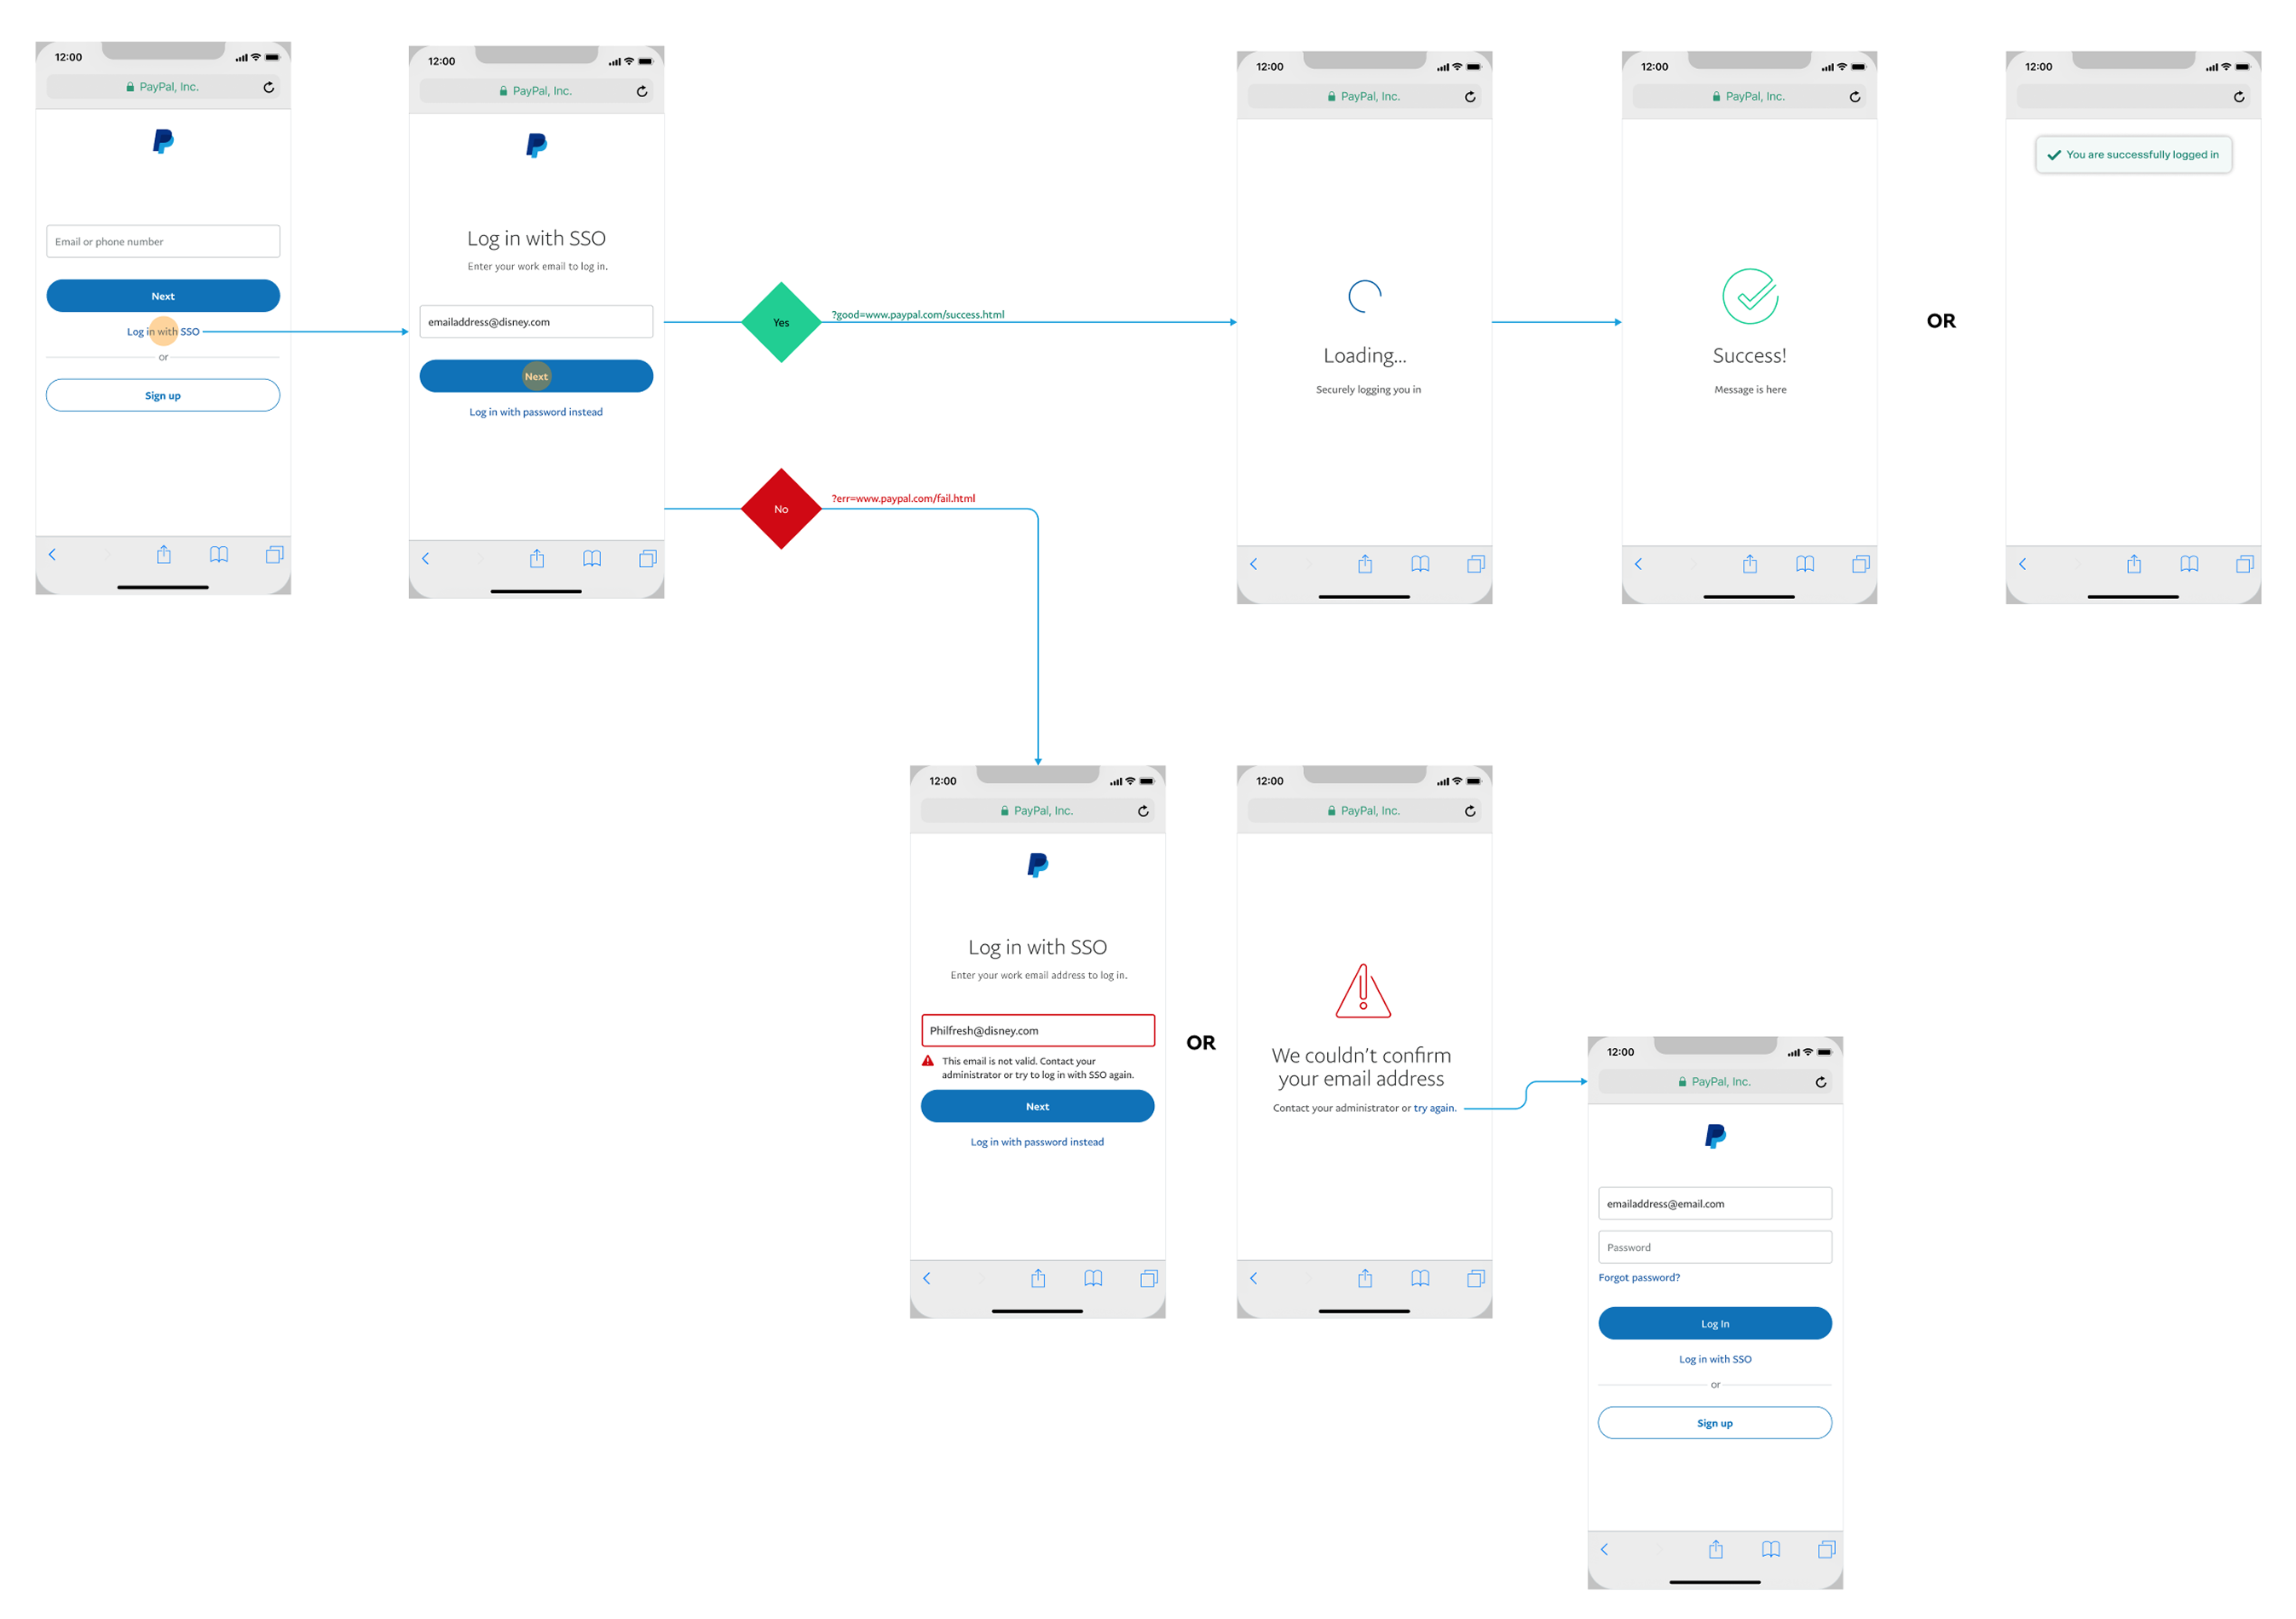 12:00
PayPal, Inc.
Email or phone number
Next
Log in with SSO
or
Sign up
12:00
PayPal, Inc.
Log in with SSO
Enter your work email to log in.
emailaddress@disney.com
Next
Log in with password instead
Yes
?good=www.paypal.com/success.html
No
?err=www.paypal.com/fail.html
12:00
PayPal, Inc.
Loading...
Securely logging you in
12:00
PayPal, Inc.
Success!
Message is here
OR
12:00
You are successfully logged in
12:00
PayPal, Inc.
Log in with SSO
Enter your work email address to log in.
Philfresh@disney.com
This email is not valid. Contact your
administrator or try to log in with SSO again.
Next
Log in with password instead
OR
12:00
PayPal, Inc.
We couldn't confirm
your email address
Contact your administrator or try again.
12:00
PayPal, Inc.
emailaddress@email.com
Password
Forgot password?
Log In
Log in with SSO
or
Sign up